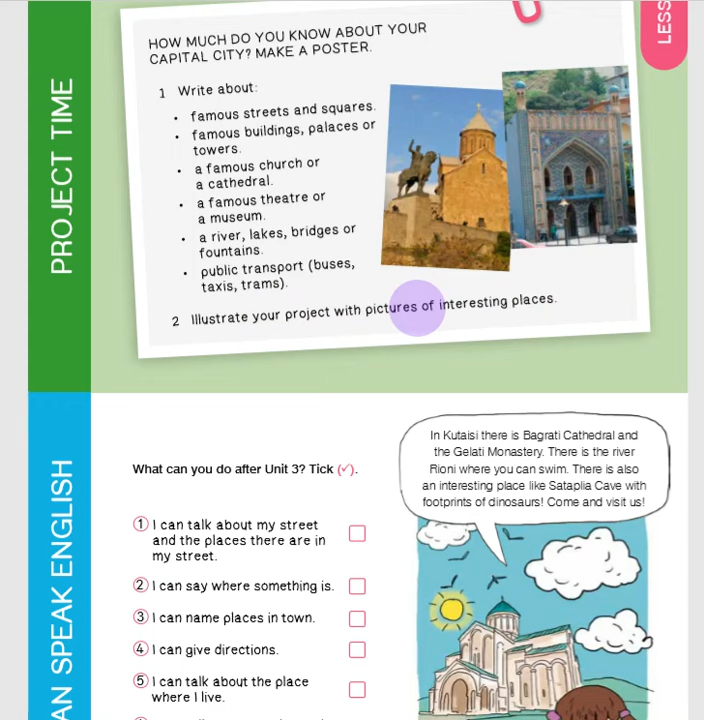 LESS
PROJECT TIME
HOW MUCH DO YOU KNOW ABOUT YOUR
CAPITAL CITY? MAKE A POSTER.
1 Write about:
• famous streets and squares.
• famous buildings, palaces or
towers.
• a famous church or
a cathedral.
• a famous theatre or
a museum.
• a river, lakes, bridges or
fountains.
• public transport (buses,
taxis, trams).
2 Illustrate your project with pictures of interesting places.
AN SPEAK ENGLISH
What can you do after Unit 3? Tick (✓).
1 I can talk about my street
and the places there are in
my street.
2 I can say where something is.
3 I can name places in town.
4 I can give directions.
5 I can talk about the place
where I live.
In Kutaisi there is Bagrati Cathedral and
the Gelati Monastery. There is the river
Rioni where you can swim. There is also
an interesting place like Sataplia Cave with
footprints of dinosaurs! Come and visit us!